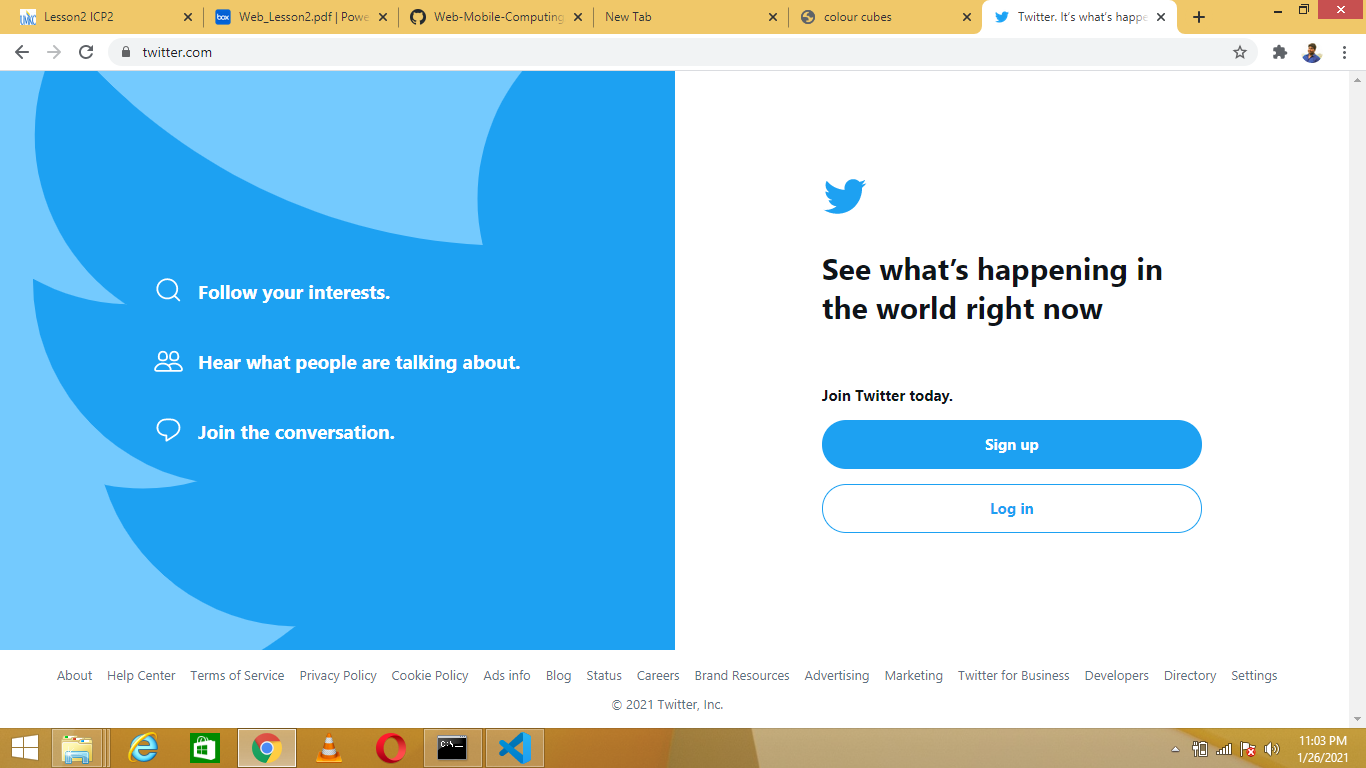 Lesson2 ICP2
Web_Lesson2.pdf | Powe
Web-Mobile-Computing
New Tab
colour cubes
Twitter. It’s what’s happe
twitter.com
Follow your interests.
Hear what people are talking about.
Join the conversation.
See what’s happening in
the world right now
Join Twitter today.
Sign up
Log in
About Help Center Terms of Service Privacy Policy Cookie Policy Ads info Blog Status Careers Brand Resources Advertising Marketing Twitter for Business Developers Directory Settings
© 2021 Twitter, Inc.
11:03 PM
1/26/2021